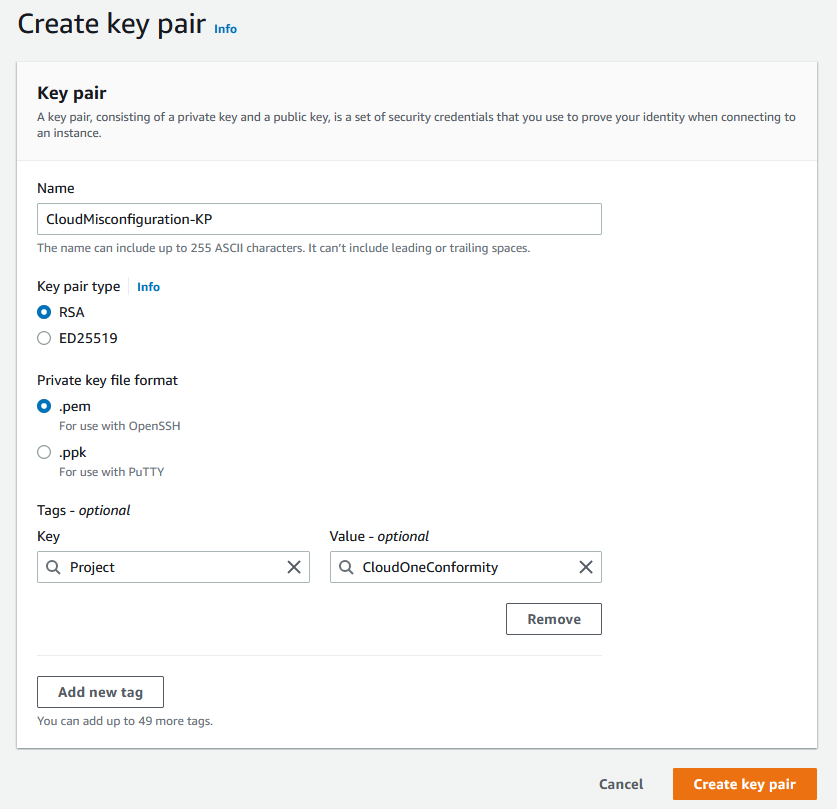 Create key pair Info
Key pair
A key pair, consisting of a private key and a public key, is a set of security credentials that you use to prove your identity when connecting to
an instance.
Name
CloudMisconfiguration-KP
The name can include up to 255 ASCII characters. It can't include leading or trailing spaces.
Key pair type Info
RSA
ED25519
Private key file format
.pem
For use with OpenSSH
.ppk
For use with PuTTY
Tags - optional
Key Value - optional
Project CloudOneConformity
Remove
Add new tag
You can add up to 49 more tags.
Cancel Create key pair